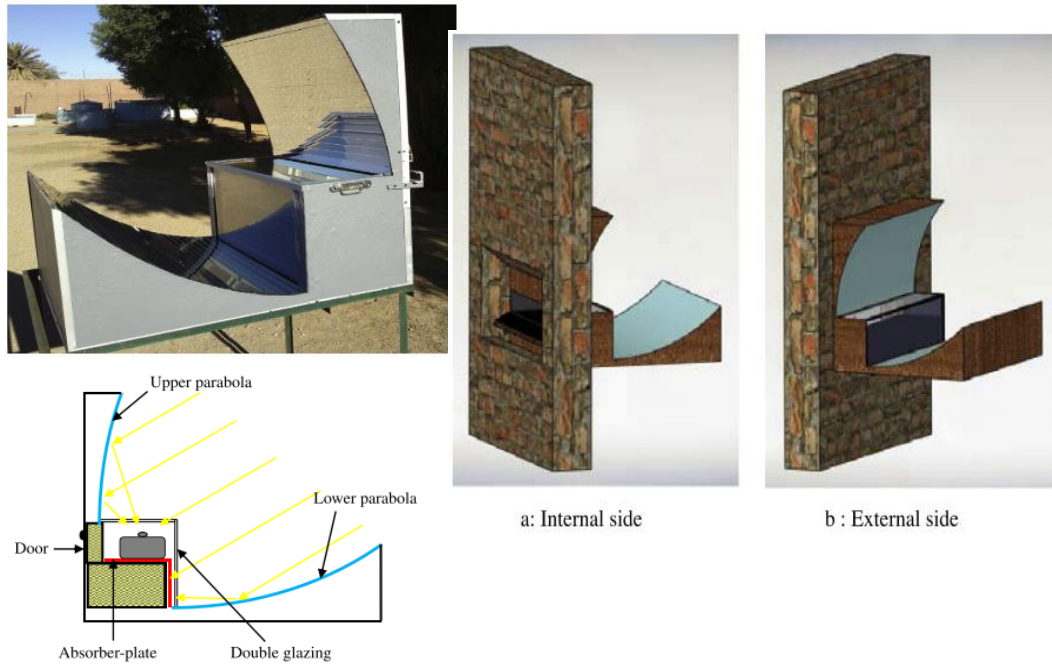 Upper parabola
Lower parabola
Door
Absorber-plate
Double glazing
a: Internal side
b : External side